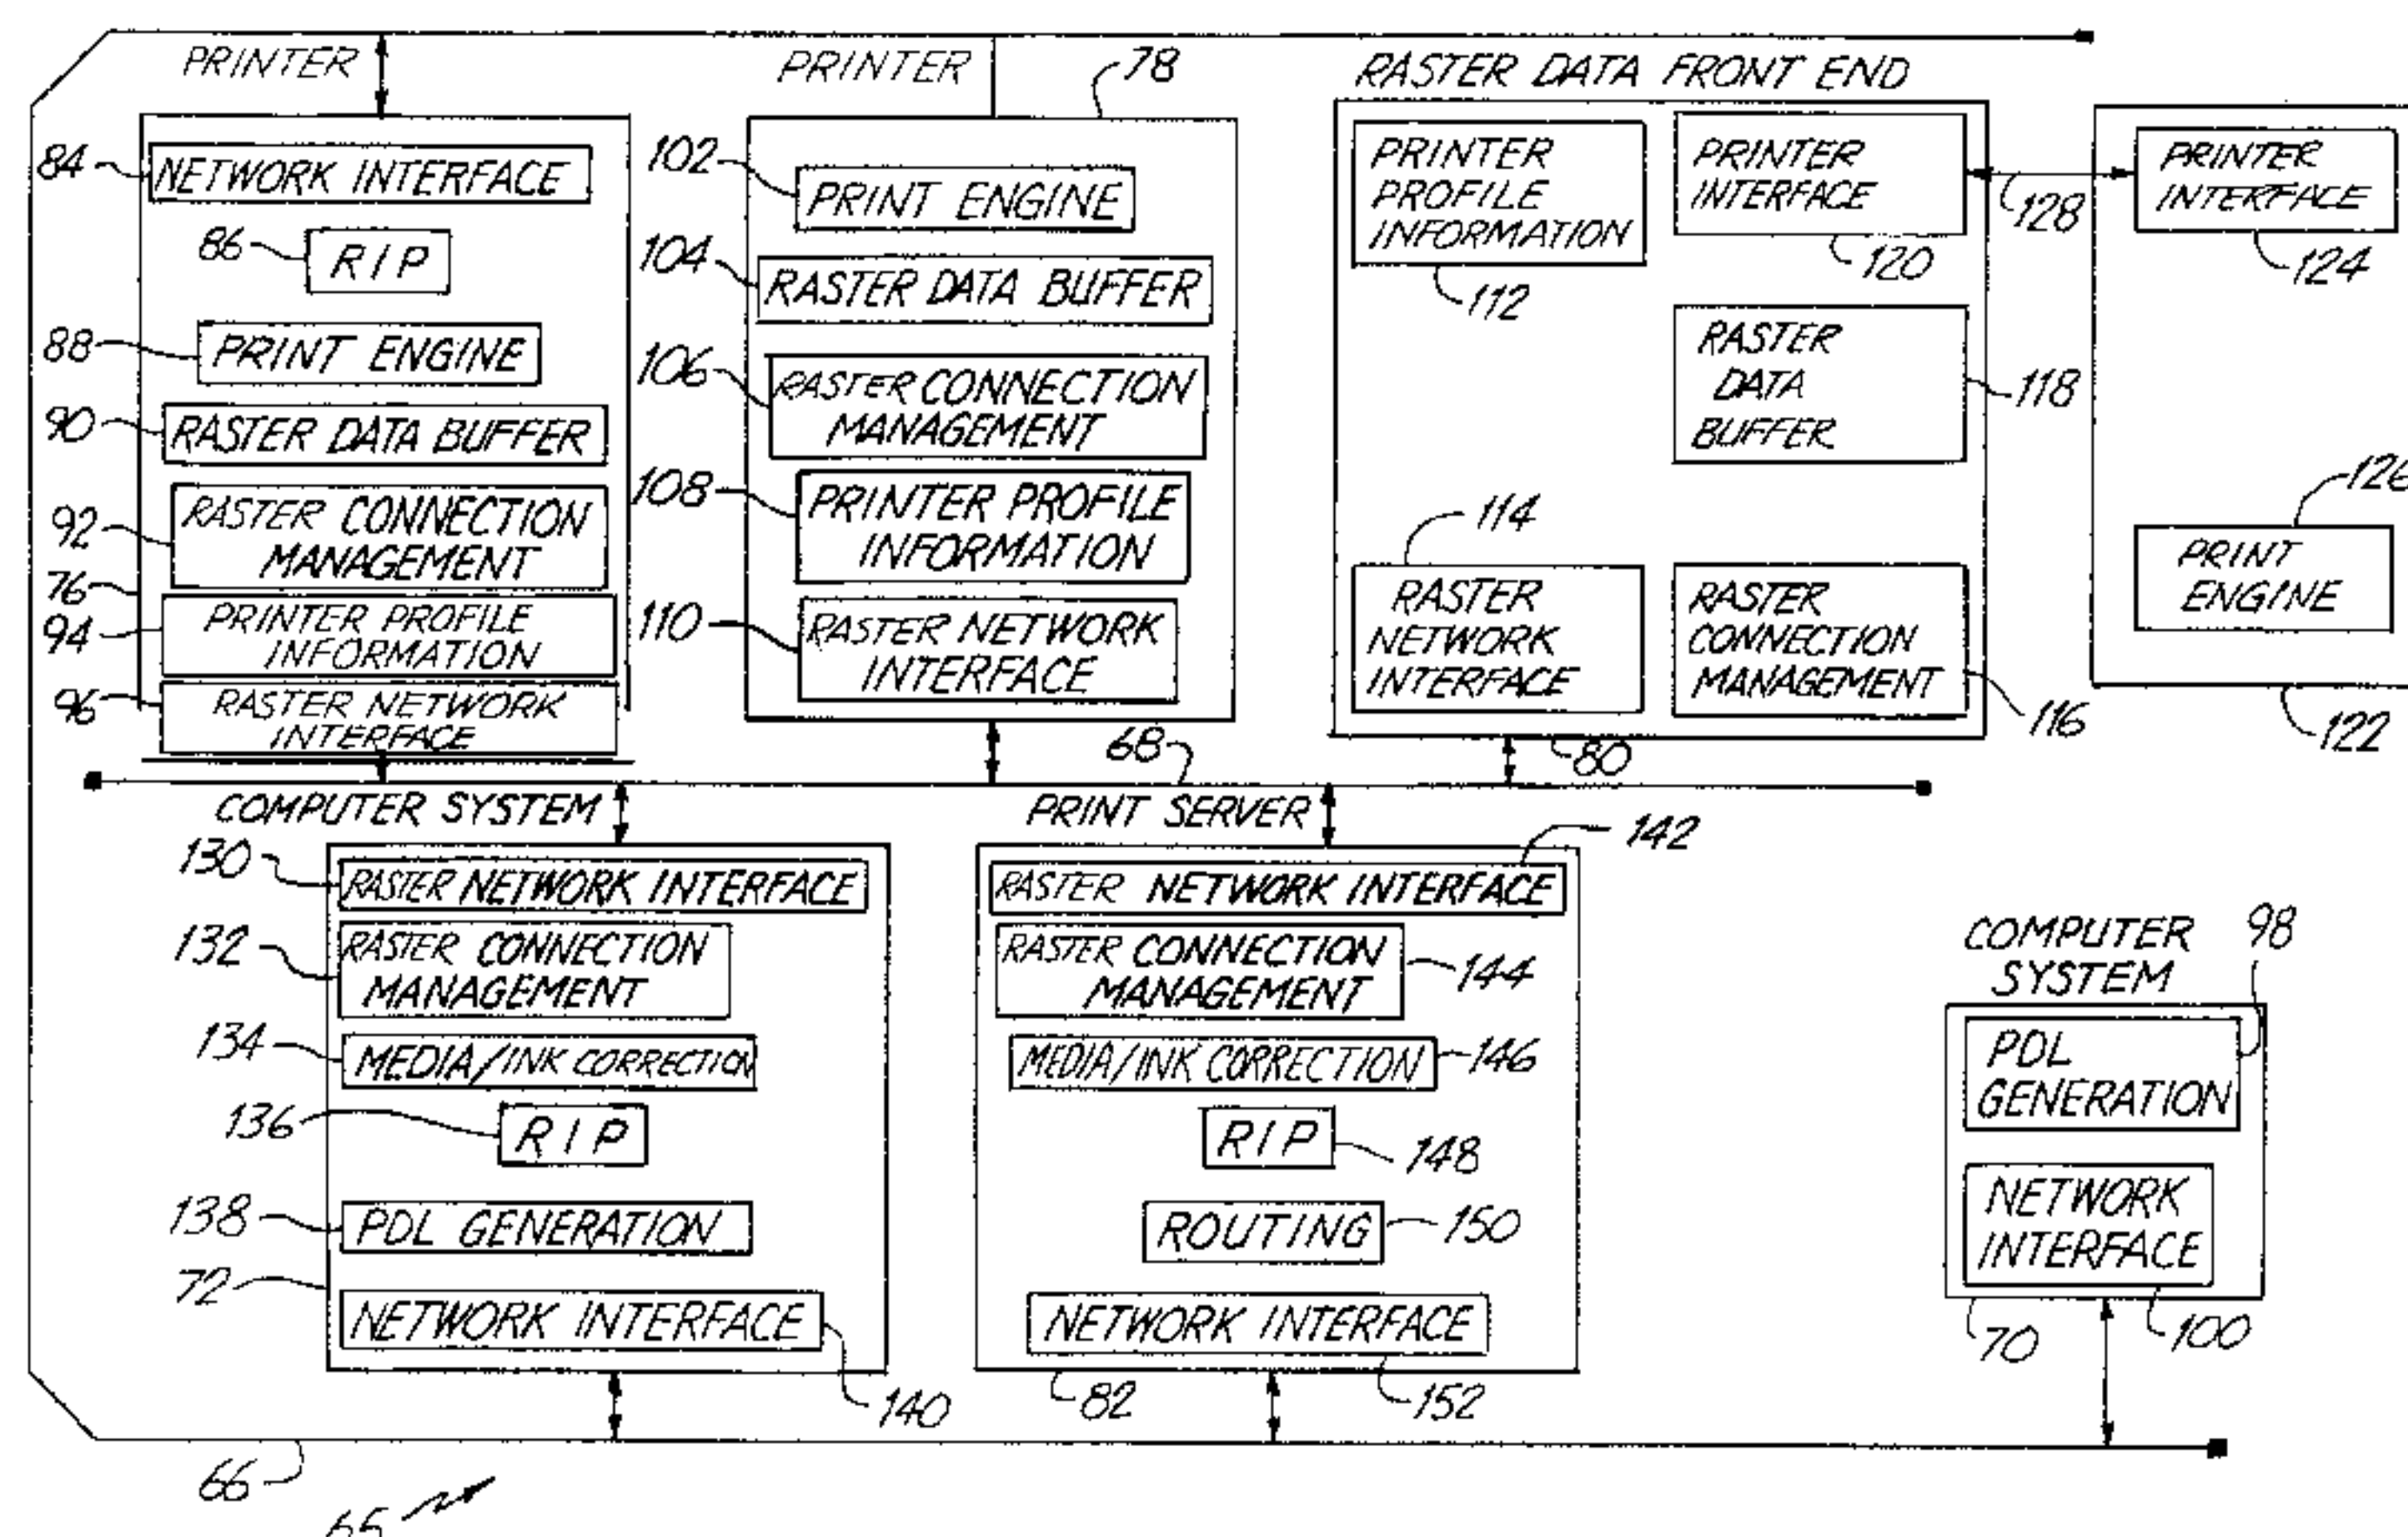 PRINTER
84
NETWORK INTERFACE
86
RIP
88
PRINT ENGINE
90
RASTER DATA BUFFER
92
RASTER CONNECTION
MANAGEMENT
76
94
PRINTER PROFILE
INFORMATION
96
RASTER NETWORK
INTERFACE
PRINTER
78
102
PRINT ENGINE
104
RASTER DATA BUFFER
106
RASTER CONNECTION
MANAGEMENT
108
PRINTER PROFILE
INFORMATION
110
RASTER NETWORK
INTERFACE
68
RASTER DATA FRONT END
PRINTER
PROFILE
INFORMATION
112
PRINTER
INTERFACE
120
128
RASTER
DATA
BUFFER
118
114
RASTER
NETWORK
INTERFACE
RASTER
CONNECTION
MANAGEMENT
116
80
PRINTER
INTERFACE
124
126
PRINT
ENGINE
122
COMPUTER SYSTEM
130
RASTER NETWORK INTERFACE
132
RASTER CONNECTION
MANAGEMENT
134
MEDIA/INK CORRECTION
136
RIP
138
PDL GENERATION
72
NETWORK INTERFACE
140
PRINT SERVER
142
RASTER NETWORK INTERFACE
RASTER CONNECTION
MANAGEMENT
144
MEDIA/INK CORRECTION
146
RIP
148
ROUTING
150
NETWORK INTERFACE
82
152
COMPUTER
SYSTEM
98
PDL
GENERATION
NETWORK
INTERFACE
70
100
66
65